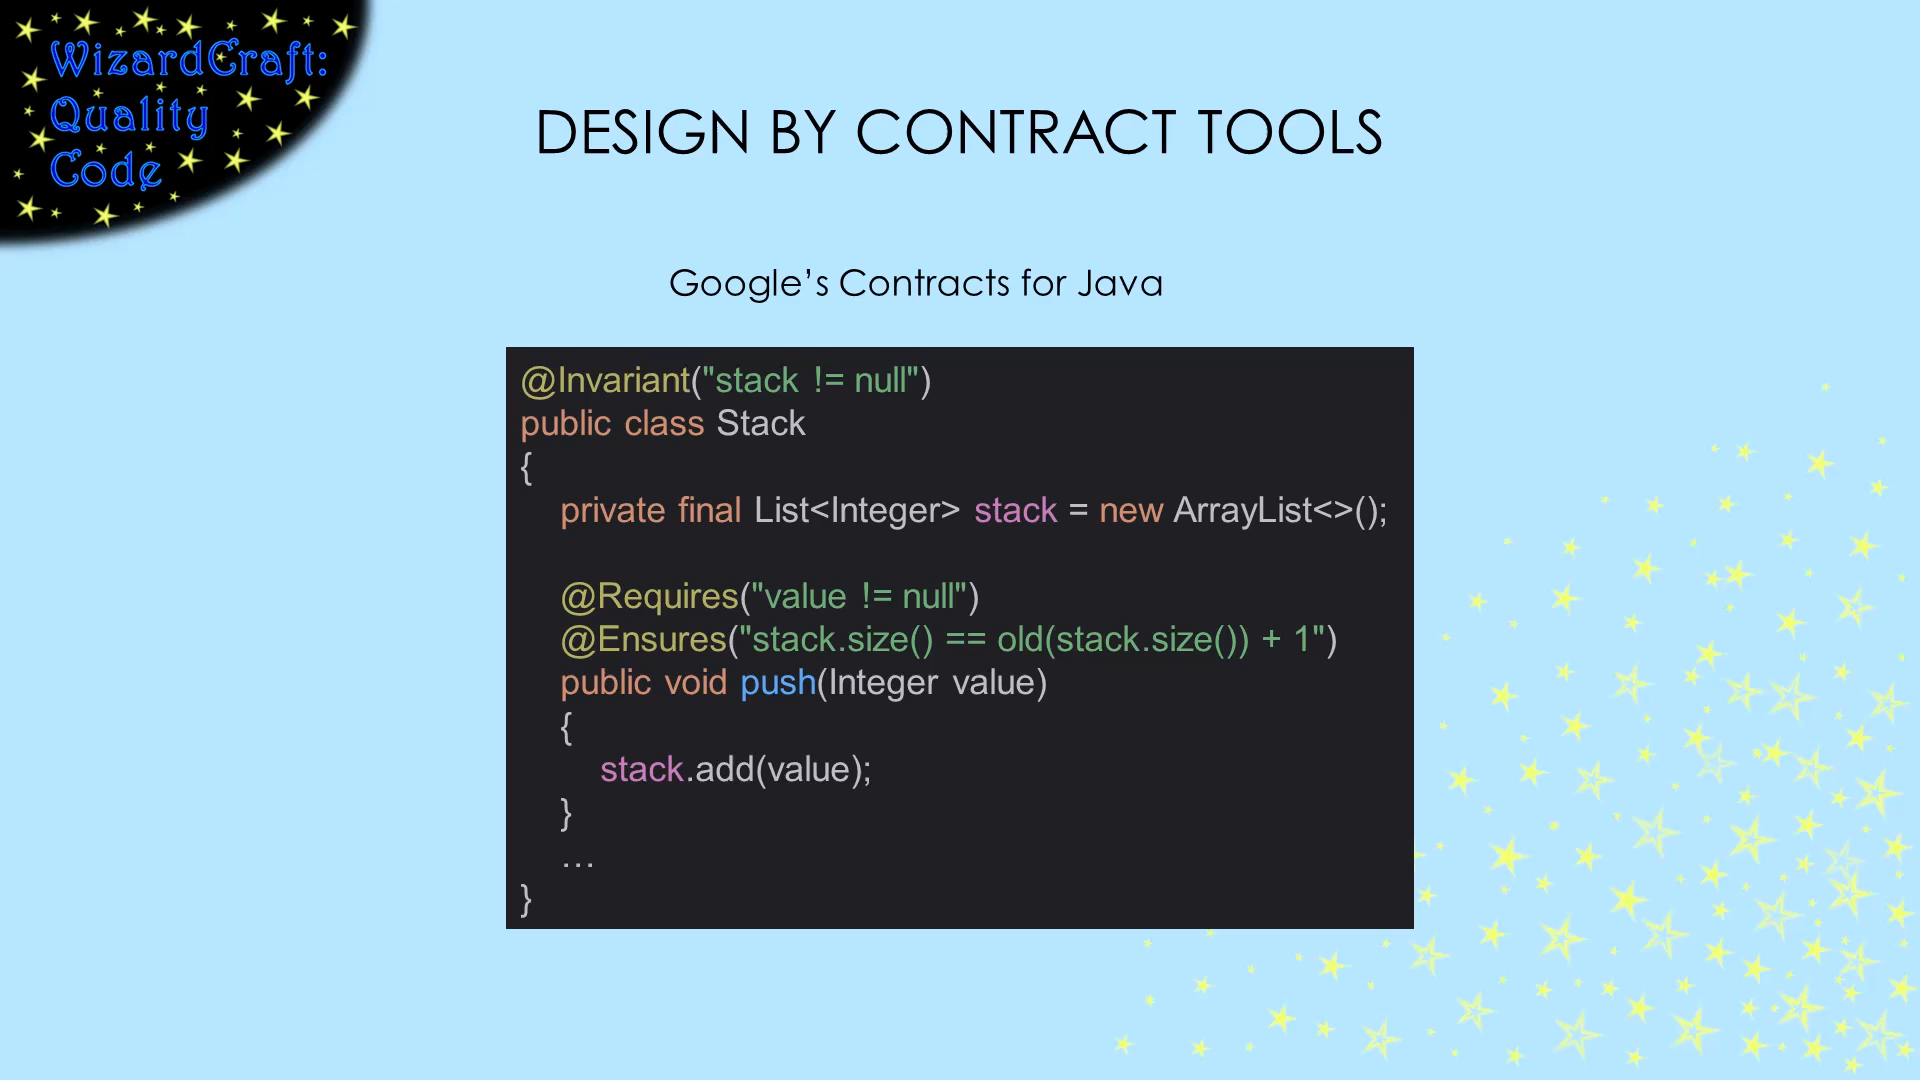 WizardCraft:
Quality
Code
DESIGN BY CONTRACT TOOLS
Google’s Contracts for Java
@Invariant("stack != null")
public class Stack
{
private final List<Integer> stack = new ArrayList<>();
@Requires("value != null")
@Ensures("stack.size() == old(stack.size()) + 1")
public void push(Integer value)
{
stack.add(value);
}
…
}